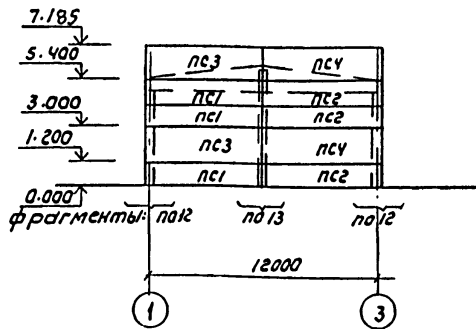 7.185
5.400
3.000
1.200
0.000
пс3 пс4
пс1 пс2
пс1 пс2
пс3 пс4
пс1 пс2
фрагменты: по12 по13 по12
12000
1 3